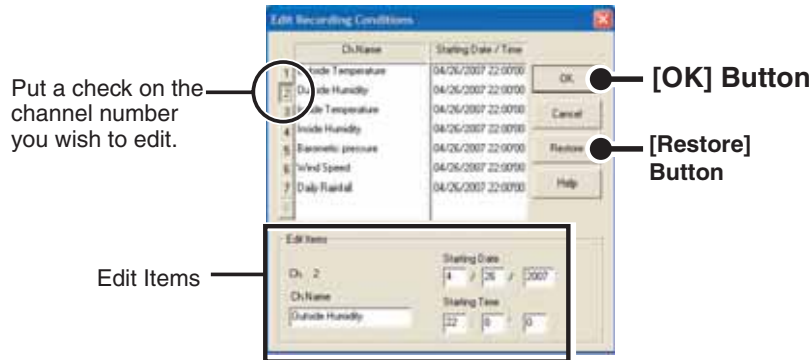 Edit Recording Conditions
Ch.Name Starting Date / Time
1 Outside Temperature 04/26/2007 22:00'00
2 Outside Humidity 04/26/2007 22:00'00
3 Inside Temperature 04/26/2007 22:00'00
4 Inside Humidity 04/26/2007 22:00'00
5 Barometric pressure 04/26/2007 22:00'00
6 Wind Speed 04/26/2007 22:00'00
7 Daily Rainfall 04/26/2007 22:00'00
OK
Cancel
Restore
Help
Put a check on the
channel number
you wish to edit.
[OK] Button
[Restore]
Button
Edit Items
Edit Items
Ch. 2
Ch.Name
Outside Humidity
Starting Date
4 / 26 / 2007
Starting Time
22 : 0 ' 0